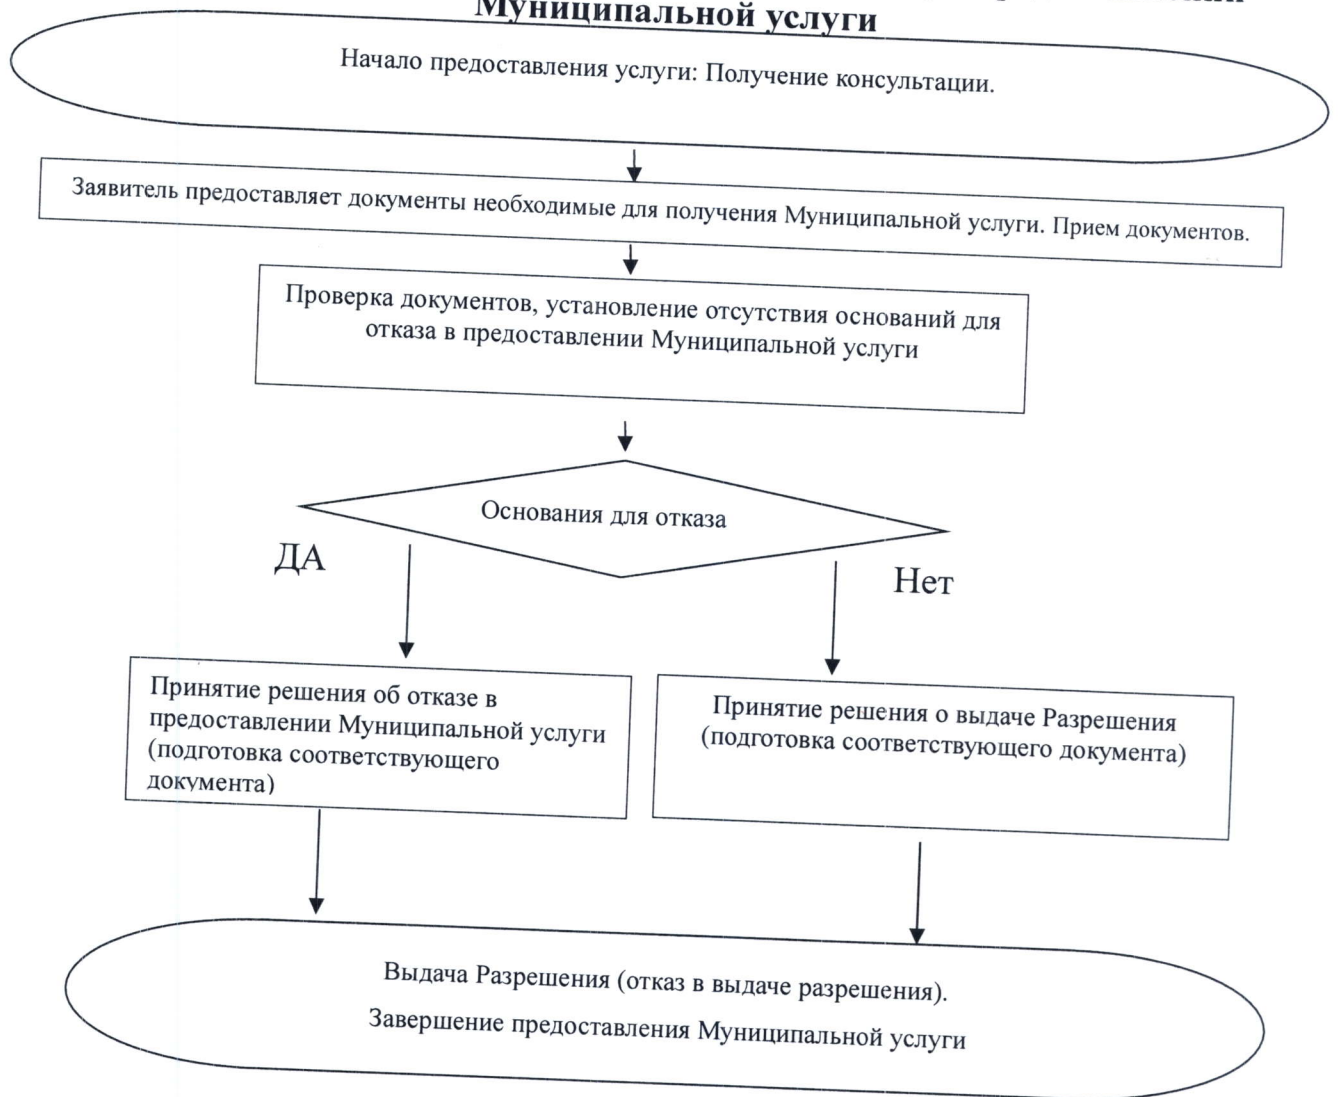 Муниципальной услуги
Начало предоставления услуги: Получение консультации.
Заявитель предоставляет документы необходимые для получения Муниципальной услуги. Прием документов.
Проверка документов, установление отсутствия оснований для
отказа в предоставлении Муниципальной услуги
Основания для отказа
ДА
Нет
Принятие решения об отказе в
предоставлении Муниципальной услуги
(подготовка соответствующего
документа)
Принятие решения о выдаче Разрешения
(подготовка соответствующего документа)
Выдача Разрешения (отказ в выдаче разрешения).
Завершение предоставления Муниципальной услуги